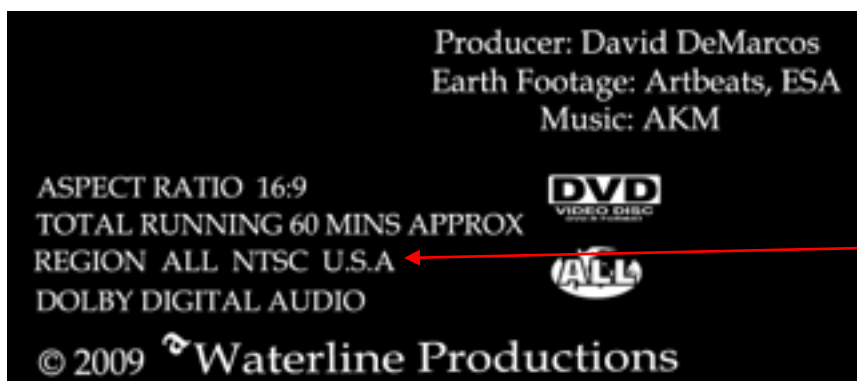 Producer: David DeMarcos
Earth Footage: Artbeats, ESA
Music: AKM
ASPECT RATIO 16:9
TOTAL RUNNING 60 MINS APPROX
REGION ALL NTSC U.S.A
DOLBY DIGITAL AUDIO
DVD
VIDEO DISC
ALL
© 2009 a Waterline Productions